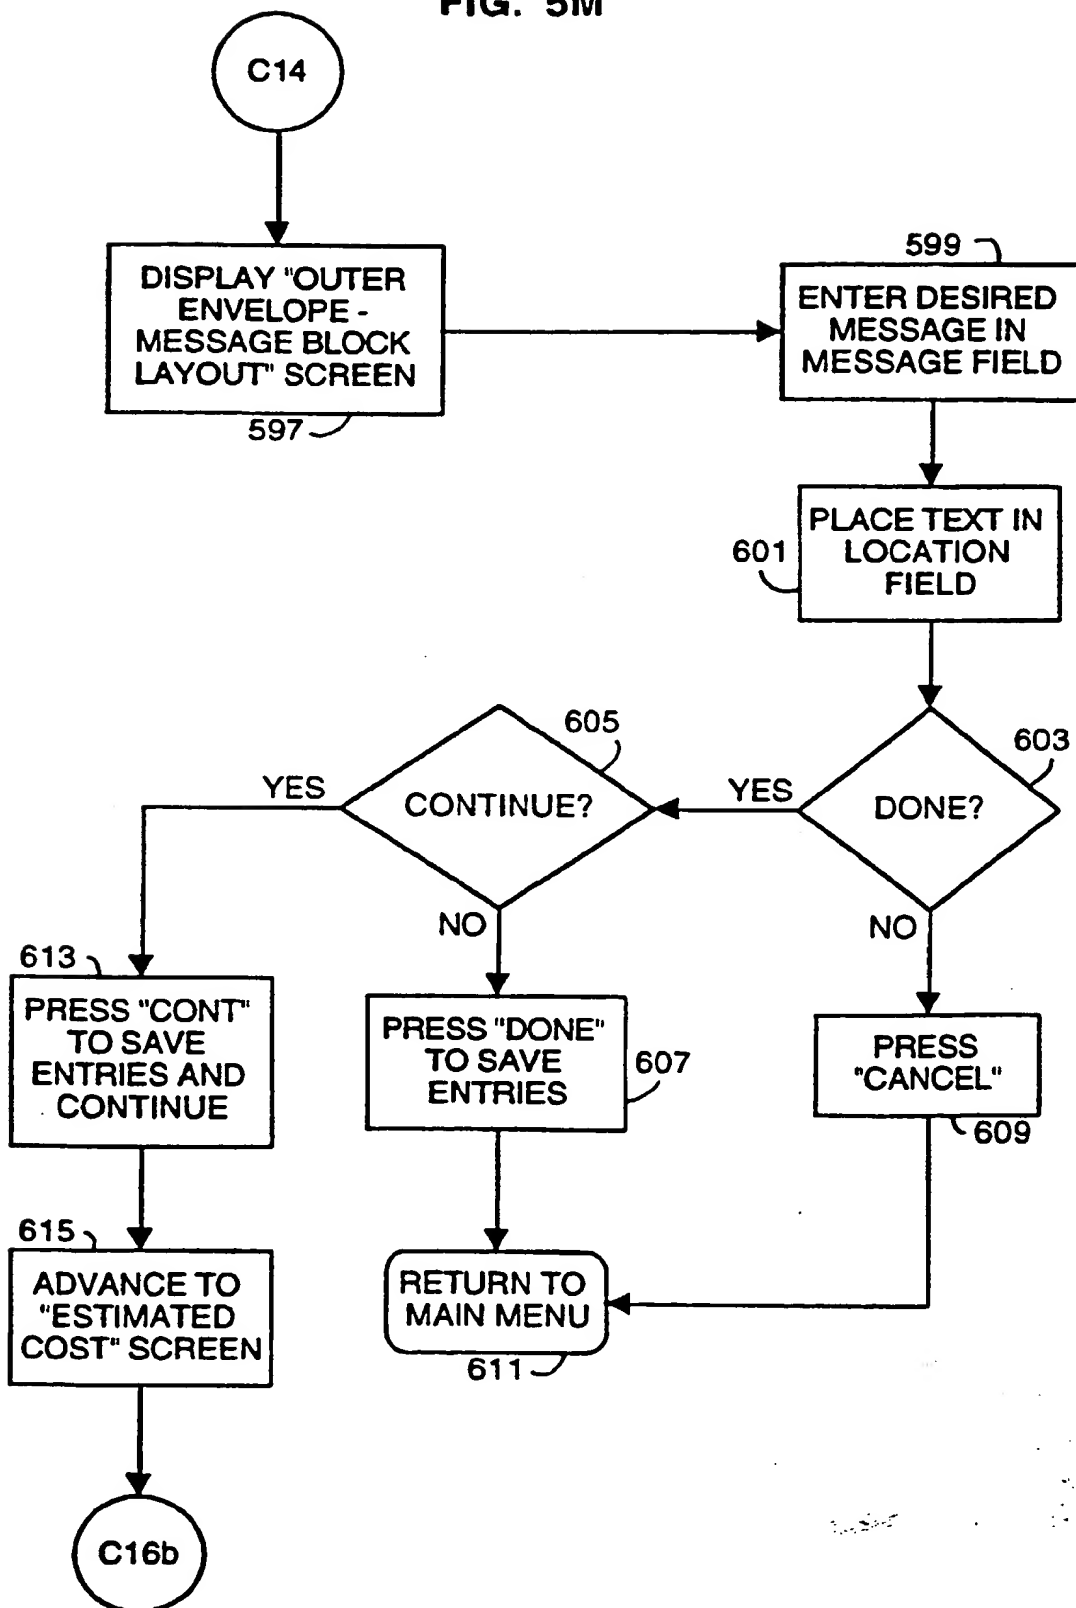 FIG. 5M
C14
DISPLAY "OUTER
ENVELOPE -
MESSAGE BLOCK
LAYOUT" SCREEN
597
599
ENTER DESIRED
MESSAGE IN
MESSAGE FIELD
601
PLACE TEXT IN
LOCATION
FIELD
603
DONE?
YES
NO
605
CONTINUE?
YES
NO
613
PRESS "CONT"
TO SAVE
ENTRIES AND
CONTINUE
PRESS "DONE"
TO SAVE
ENTRIES
607
PRESS
"CANCEL"
609
615
ADVANCE TO
"ESTIMATED
COST" SCREEN
RETURN TO
MAIN MENU
611
C16b